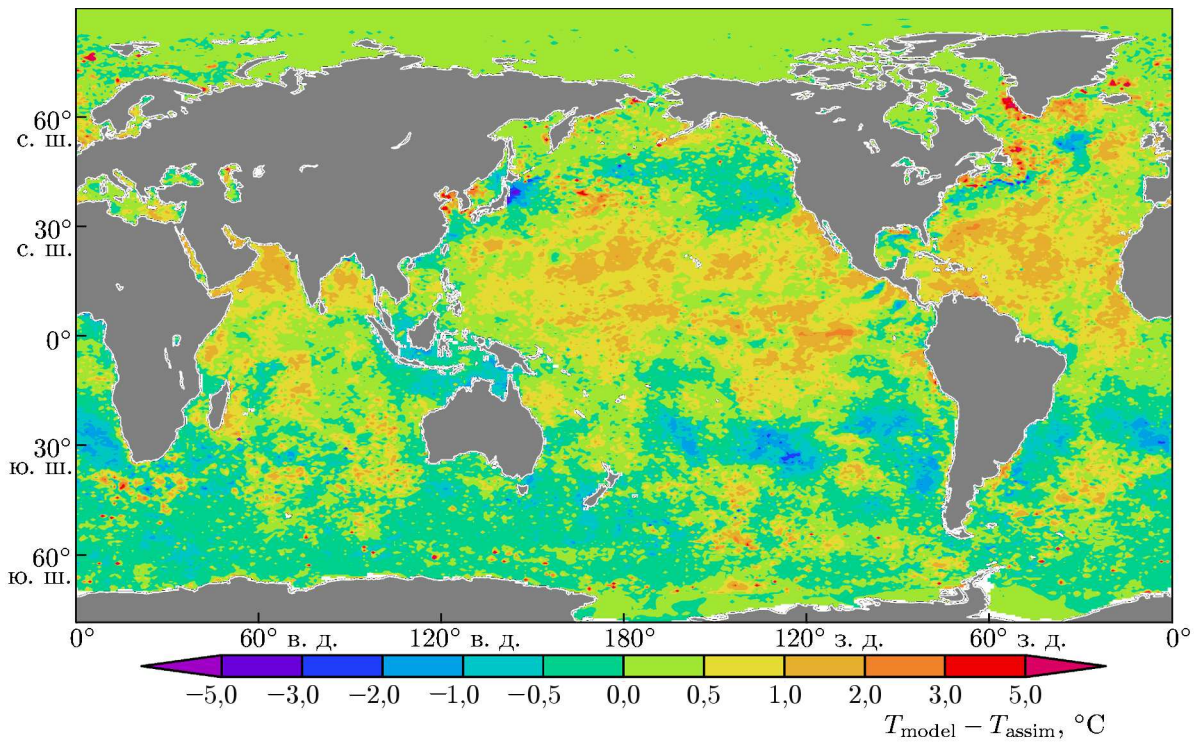 60°
с. ш.
30°
с. ш.
0°
30°
ю. ш.
60°
ю. ш.
0° 60° в. д. 120° в. д. 180° 120° з. д. 60° з. д. 0°
−5,0 −3,0 −2,0 −1,0 −0,5 0,0 0,5 1,0 2,0 3,0 5,0
T_model − T_assim, °C